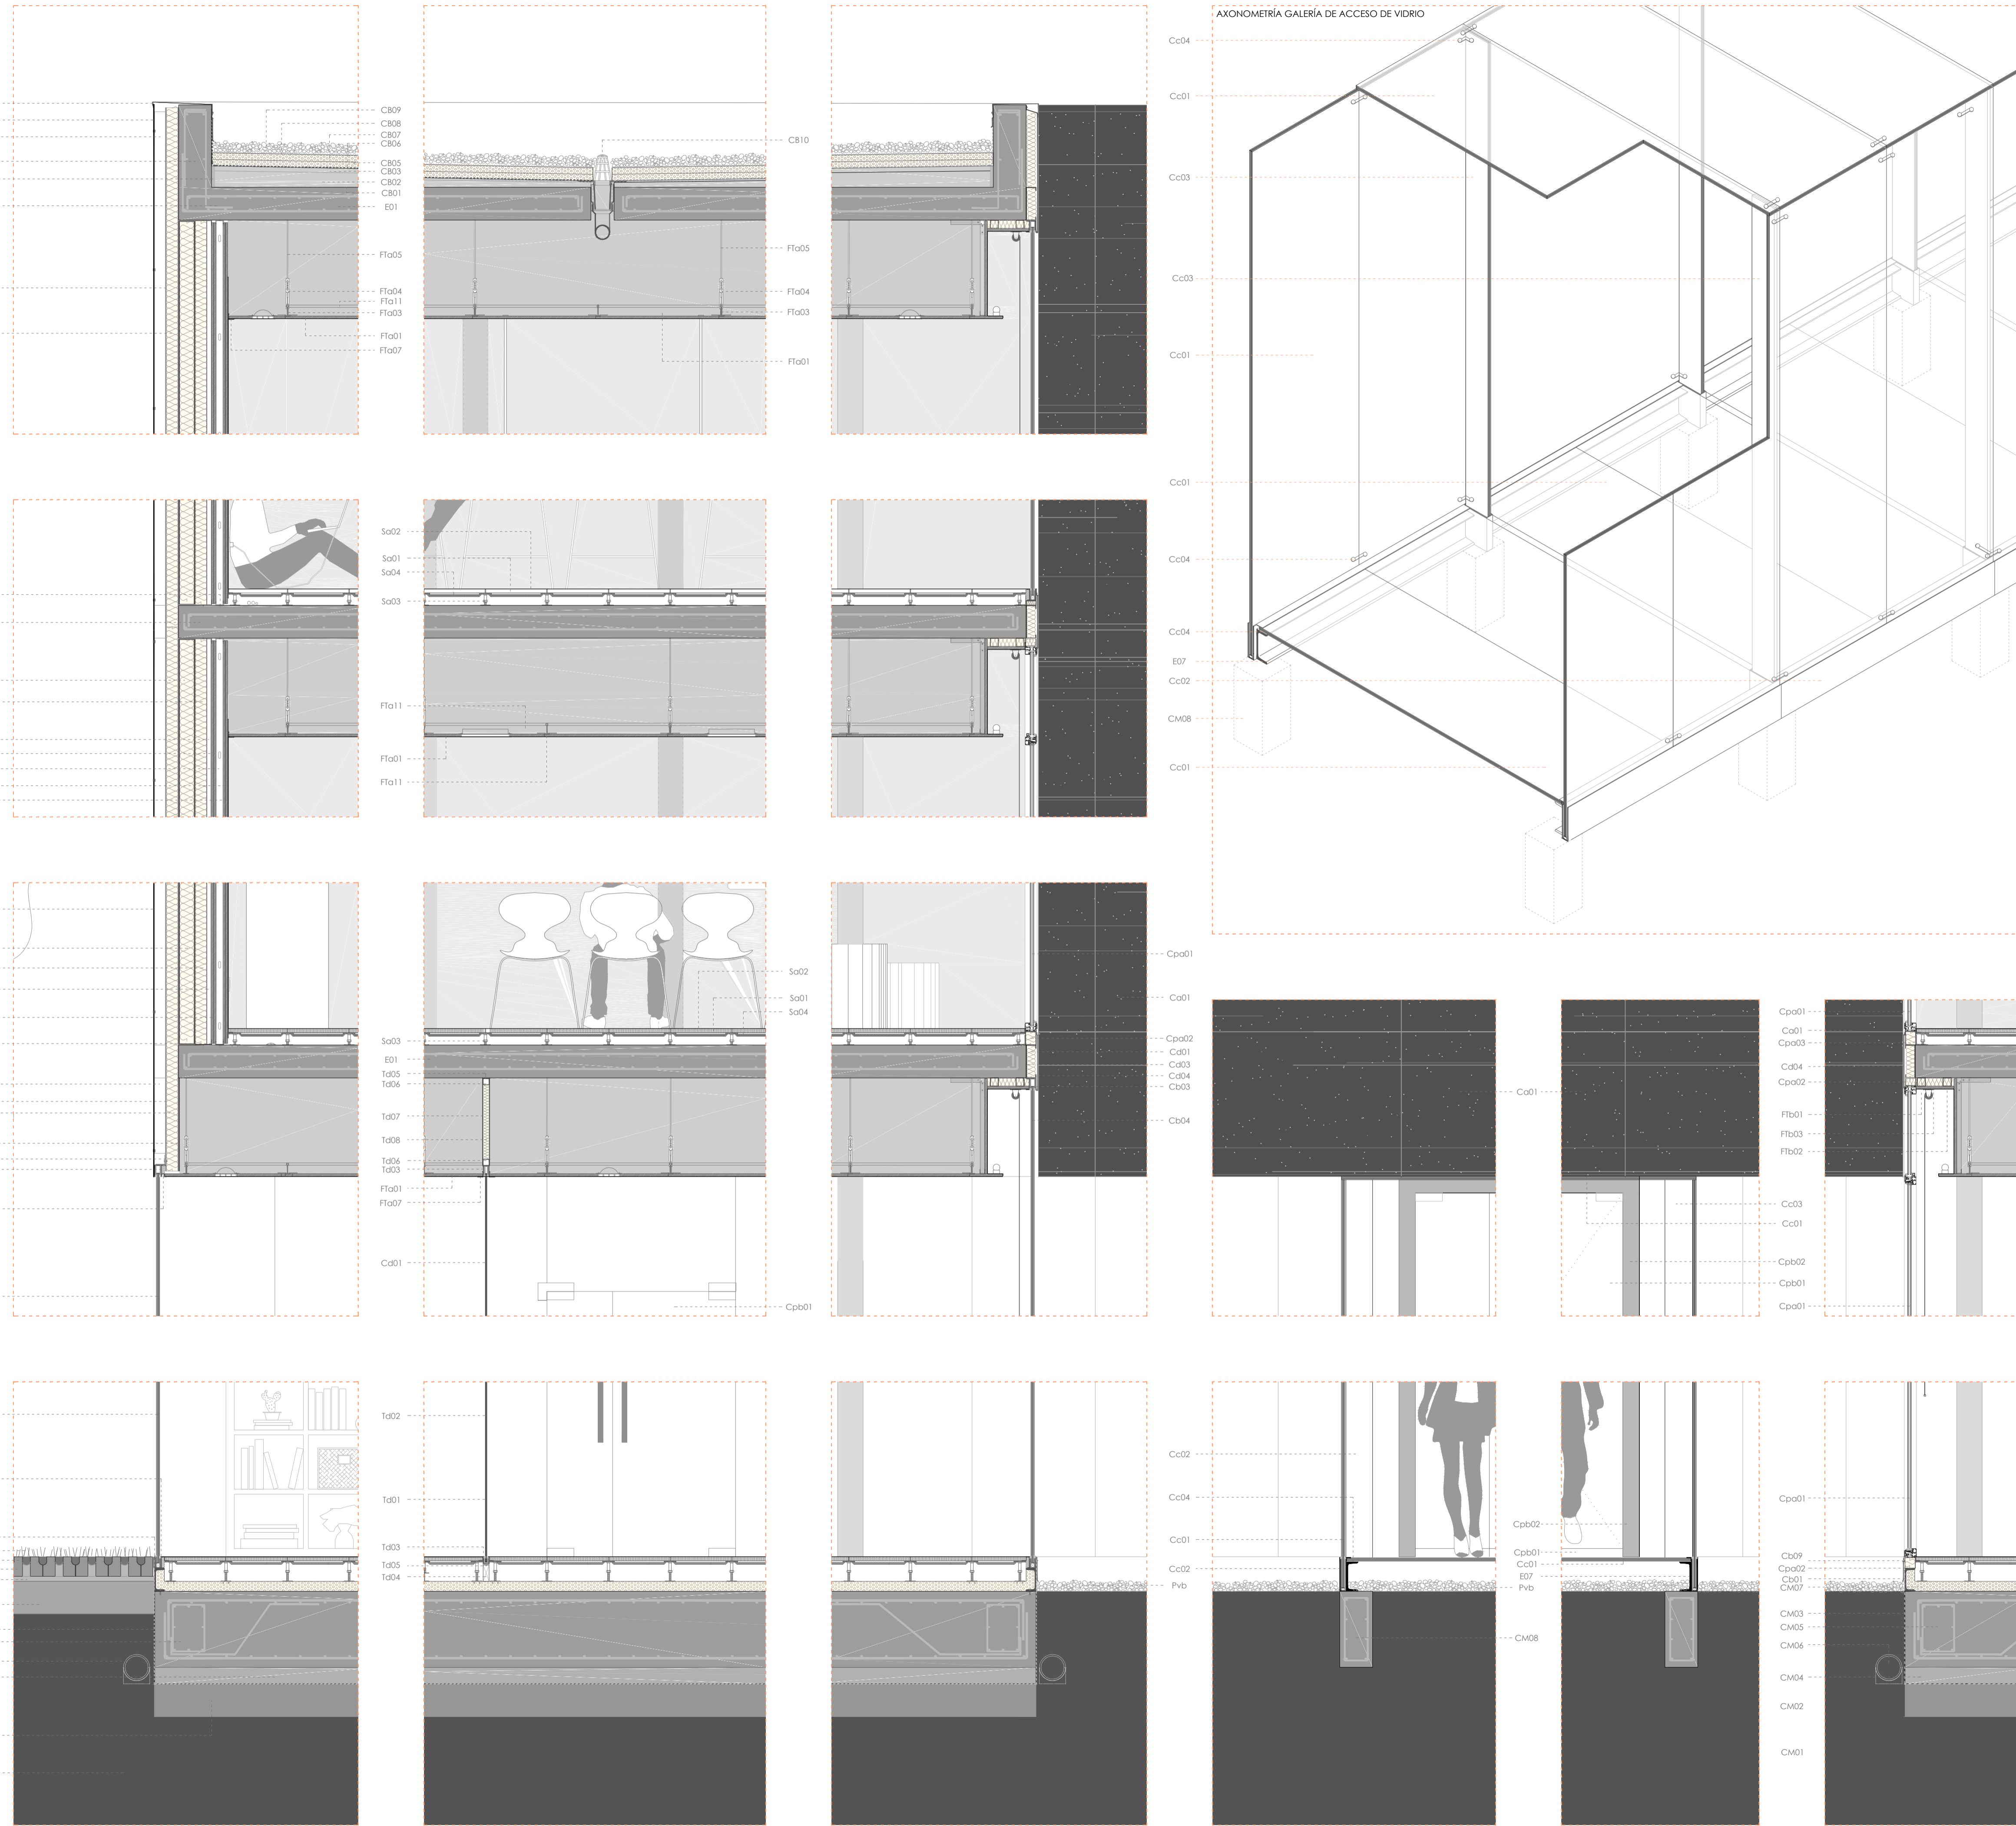 AXONOMETRÍA GALERÍA DE ACCESO DE VIDRIO
CB09
CB08
CB07
CB06
CB05
CB03
CB02
CB01
E01
FTa05
FTa04
FTa11
FTa03
FTa01
FTa07
CB10
FTa05
FTa04
FTa03
FTa01
Cc04
Cc01
Cc03
Cc03
Cc01
Cc01
Cc04
Cc04
E07
Cc02
CM08
Cc01
Sa02
Sa01
Sa04
Sa03
FTa11
FTa01
FTa11
Sa03
E01
Td05
Td06
Td07
Td08
Td06
Td03
FTa01
FTa07
Cd01
Sa02
Sa01
Sa04
Cpb01
Cpa01
Ca01
Cpa02
Cd01
Cd03
Cd04
Cb03
Cb04
Ca01
Cc03
Cc01
Cpb02
Cpb01
Cpa01
Cpa01
Ca01
Cpa03
Cd04
Cpa02
FTb01
FTb03
FTb02
Td02
Td01
Td03
Td05
Td04
Cc02
Cc04
Cc01
Cc02
Pvb
Cpb02
Cpb01
Cc01
E07
Pvb
CM08
Cpa01
Cb09
Cpa02
Cb01
CM07
CM03
CM05
CM06
CM04
CM02
CM01